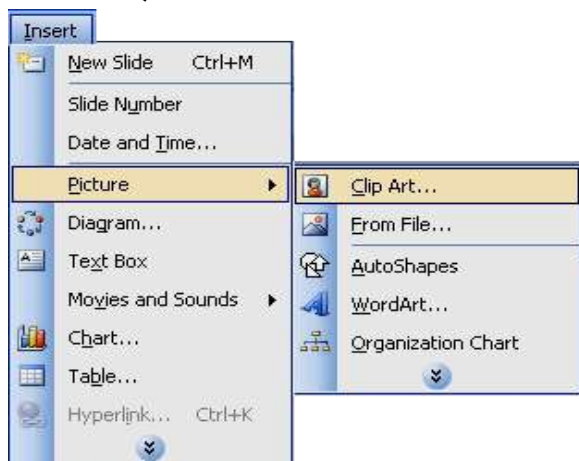 Insert
New Slide Ctrl+M
Slide Number
Date and Time...
Picture
Diagram...
Text Box
Movies and Sounds
Chart...
Table...
Hyperlink... Ctrl+K
Clip Art...
From File...
AutoShapes
WordArt...
Organization Chart